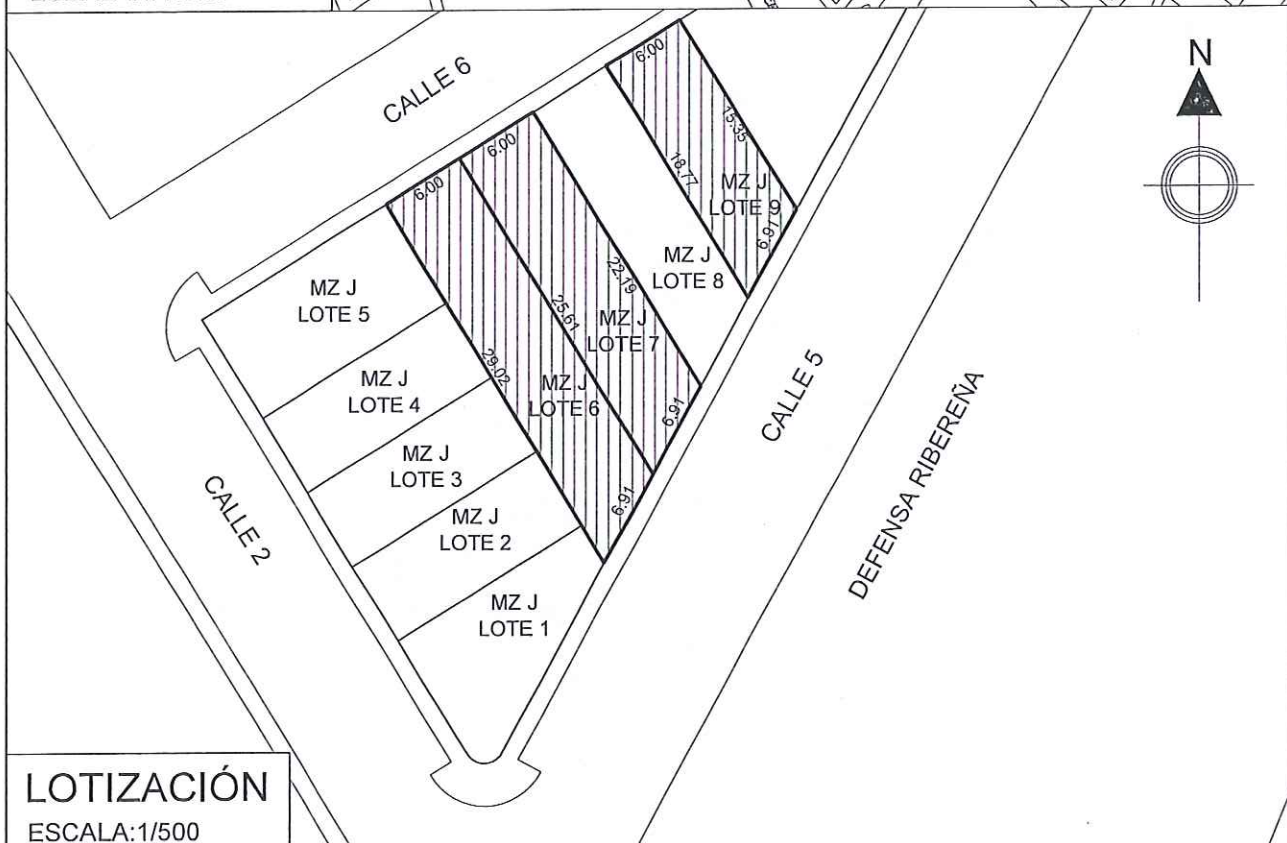 N
CALLE 6
6.00
6.00
6.00
15.35
18.77
MZ J
LOTE 9
6.91
MZ J
LOTE 8
22.19
25.61
MZ J
LOTE 7
6.91
MZ J
LOTE 5
29.02
MZ J
LOTE 6
6.91
MZ J
LOTE 4
MZ J
LOTE 3
MZ J
LOTE 2
MZ J
LOTE 1
CALLE 2
CALLE 5
DEFENSA RIBEREÑA
LOTIZACIÓN
ESCALA:1/500